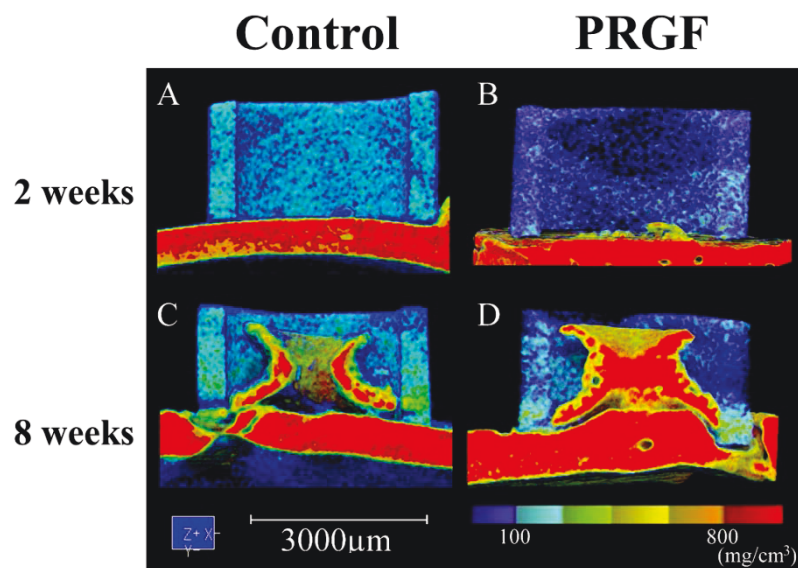 Control PRGF
A B
2 weeks
C D
8 weeks
Z+ X-
Y-
3000μm
100 800
(mg/cm³)